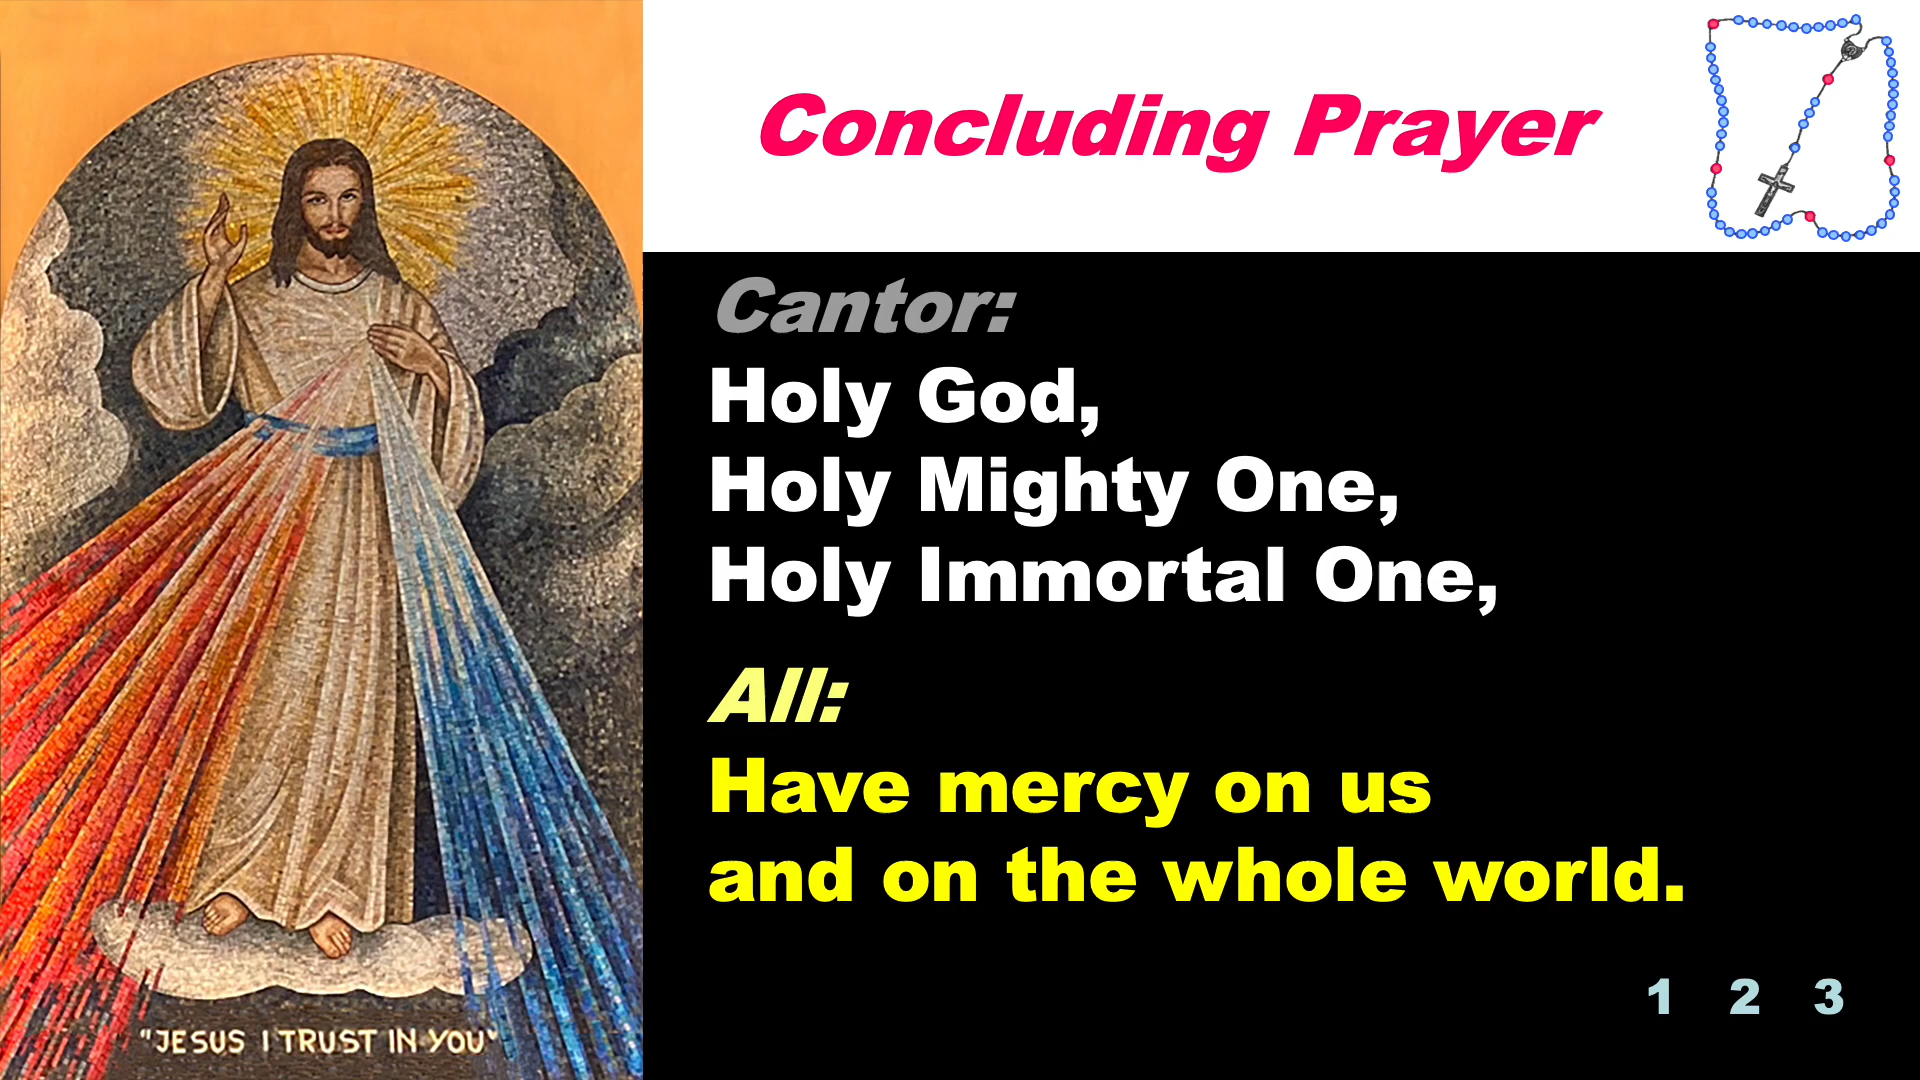 Concluding Prayer
Cantor:
Holy God,
Holy Mighty One,
Holy Immortal One,
All:
Have mercy on us
and on the whole world.
1 2 3
"JESUS I TRUST IN YOU"